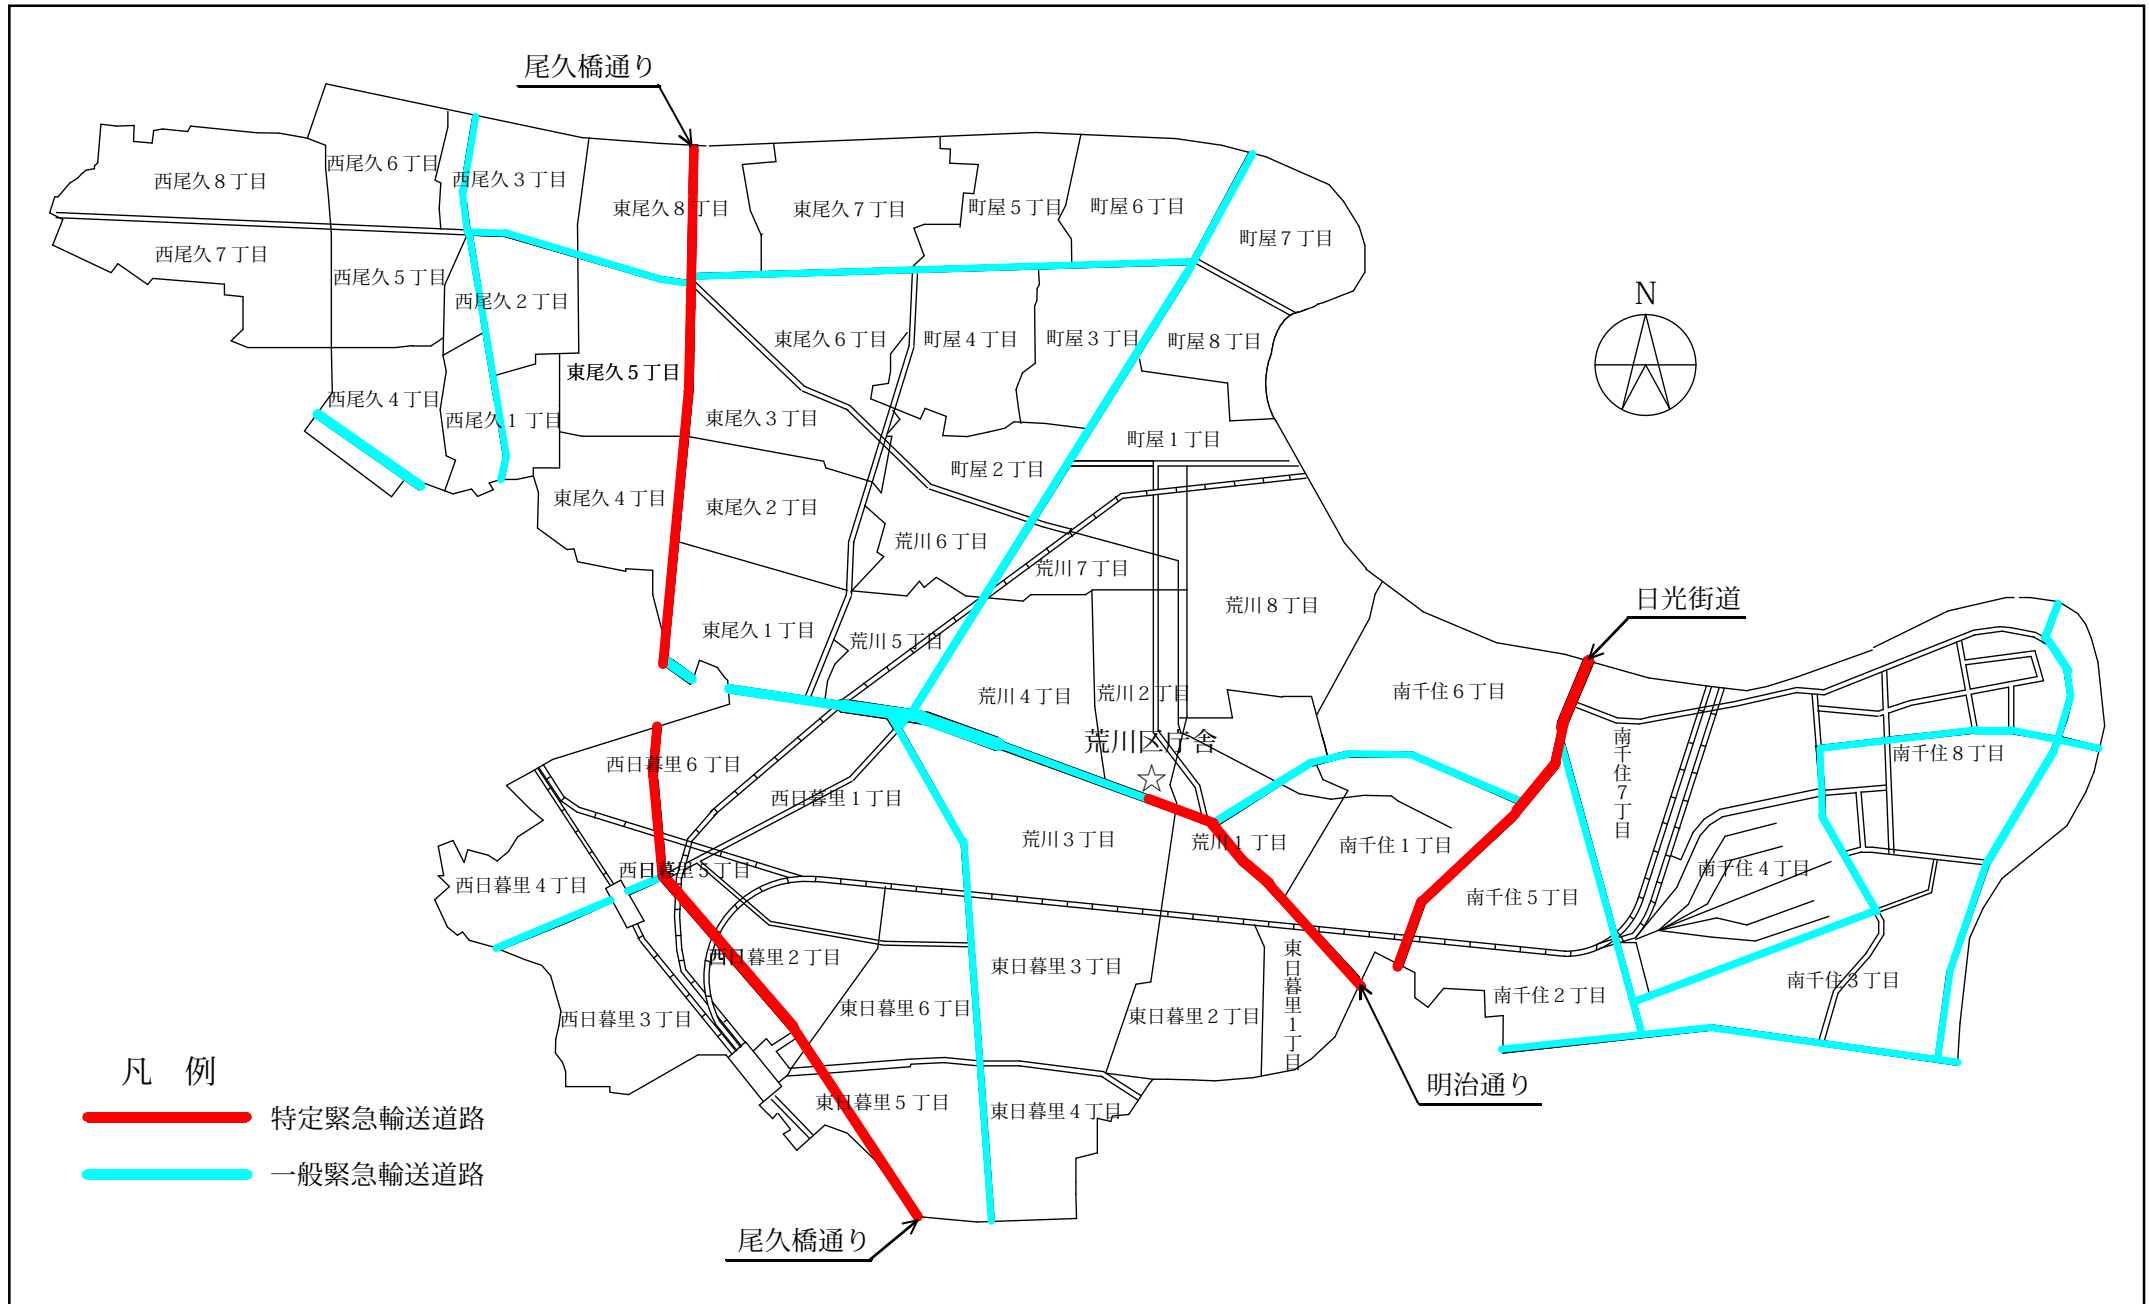 尾久橋通り
西尾久６丁目
西尾久３丁目
西尾久８丁目
東尾久８丁目
東尾久７丁目
町屋５丁目
町屋６丁目
町屋７丁目
西尾久７丁目
西尾久５丁目
西尾久２丁目
N
東尾久６丁目
町屋４丁目
町屋３丁目
町屋８丁目
東尾久５丁目
西尾久４丁目
西尾久１丁目
東尾久３丁目
町屋１丁目
町屋２丁目
東尾久４丁目
東尾久２丁目
荒川６丁目
荒川７丁目
荒川８丁目
日光街道
東尾久１丁目
荒川５丁目
荒川４丁目
荒川２丁目
南千住６丁目
荒川区庁舎
☆
南千住７丁目
南千住８丁目
西日暮里６丁目
西日暮里１丁目
荒川３丁目
荒川１丁目
南千住１丁目
西日暮里５丁目
西日暮里４丁目
南千住４丁目
南千住５丁目
西日暮里２丁目
東日暮里３丁目
東日暮里１丁目
南千住３丁目
南千住２丁目
東日暮里６丁目
東日暮里２丁目
西日暮里３丁目
明治通り
東日暮里５丁目
東日暮里４丁目
凡　例
特定緊急輸送道路
一般緊急輸送道路
尾久橋通り